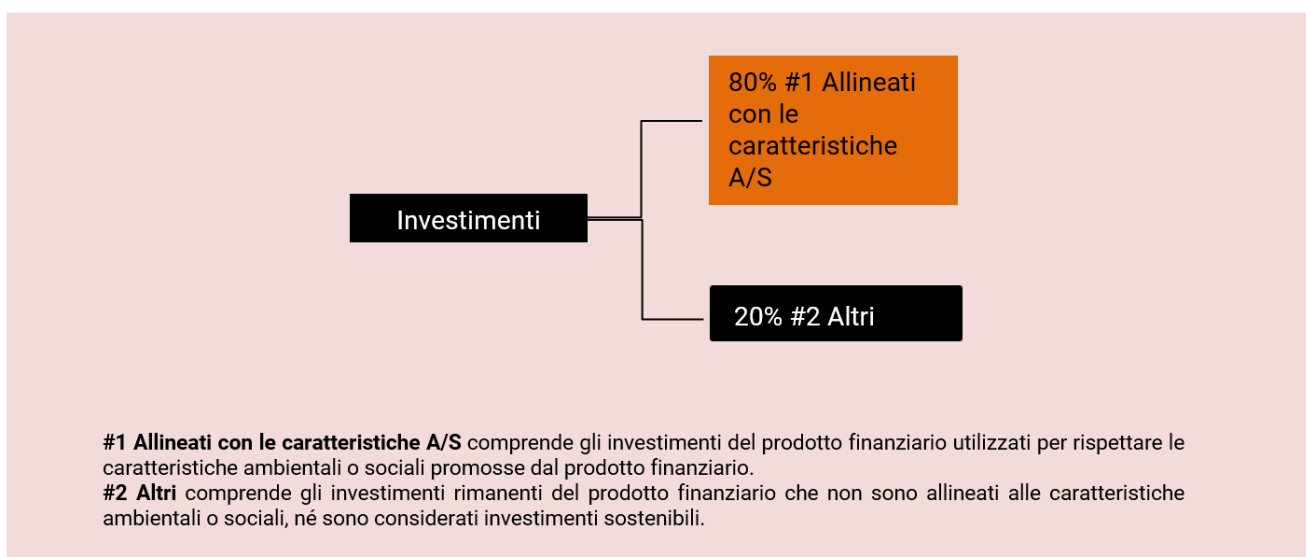 80% #1 Allineati
con le
caratteristiche
A/S
Investimenti
20% #2 Altri
#1 Allineati con le caratteristiche A/S comprende gli investimenti del prodotto finanziario utilizzati per rispettare le
caratteristiche ambientali o sociali promosse dal prodotto finanziario.
#2 Altri comprende gli investimenti rimanenti del prodotto finanziario che non sono allineati alle caratteristiche
ambientali o sociali, né sono considerati investimenti sostenibili.